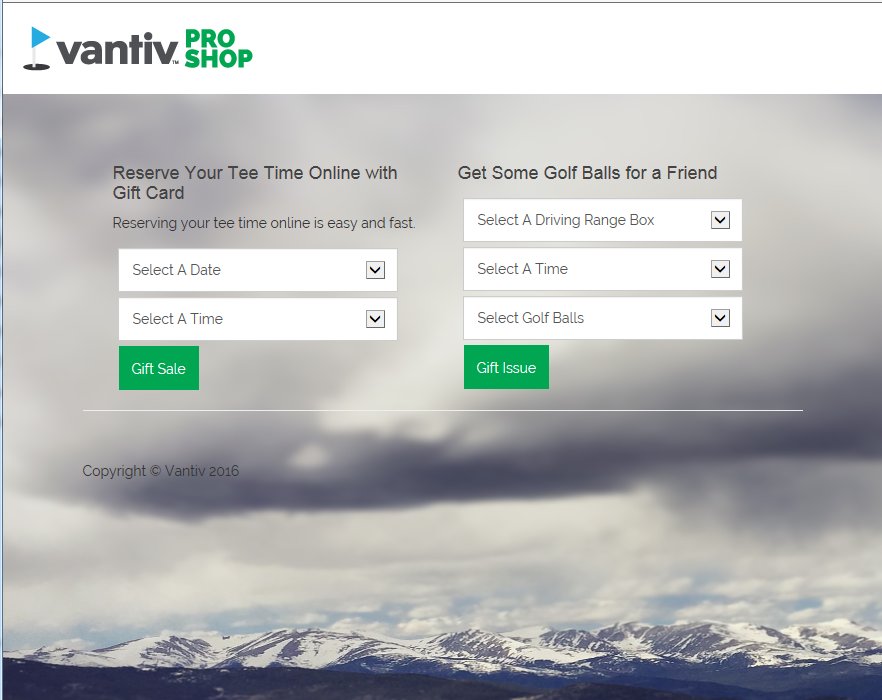 vantiv™ PRO SHOP
Reserve Your Tee Time Online with
Gift Card
Reserving your tee time online is easy and fast.
Select A Date
Select A Time
Gift Sale
Get Some Golf Balls for a Friend
Select A Driving Range Box
Select A Time
Select Golf Balls
Gift Issue
Copyright © Vantiv 2016